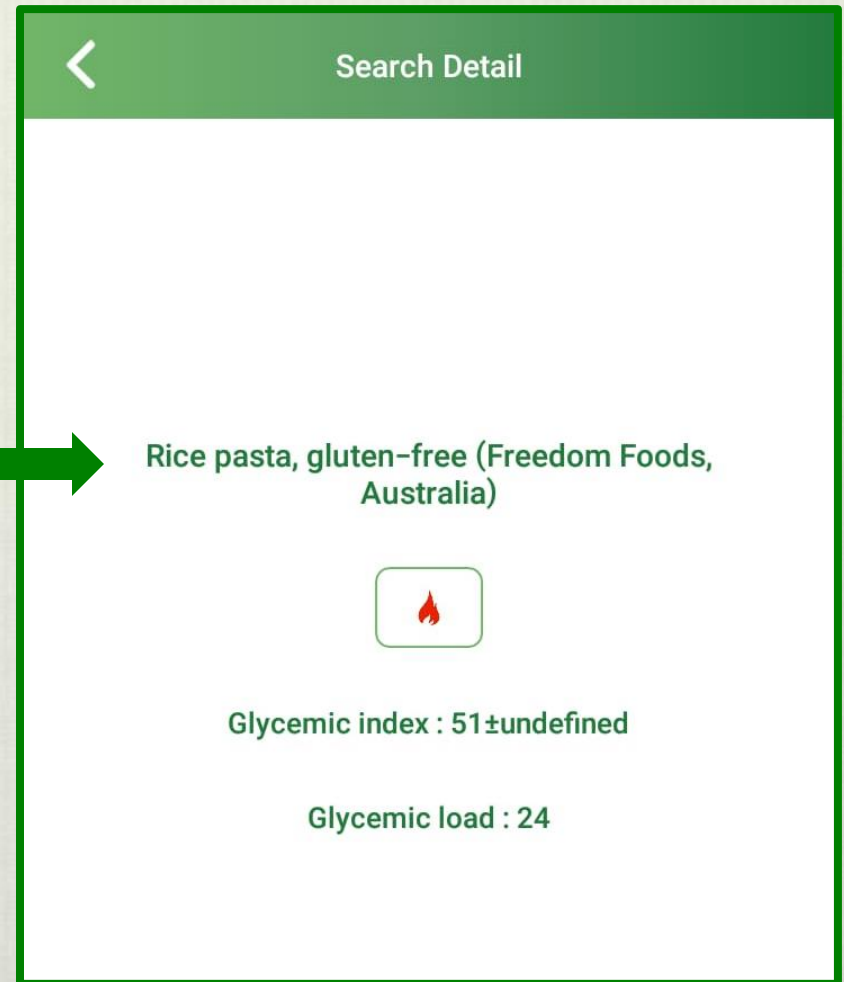 Search Detail
Rice pasta, gluten-free (Freedom Foods,
Australia)
Glycemic index : 51±undefined
Glycemic load : 24